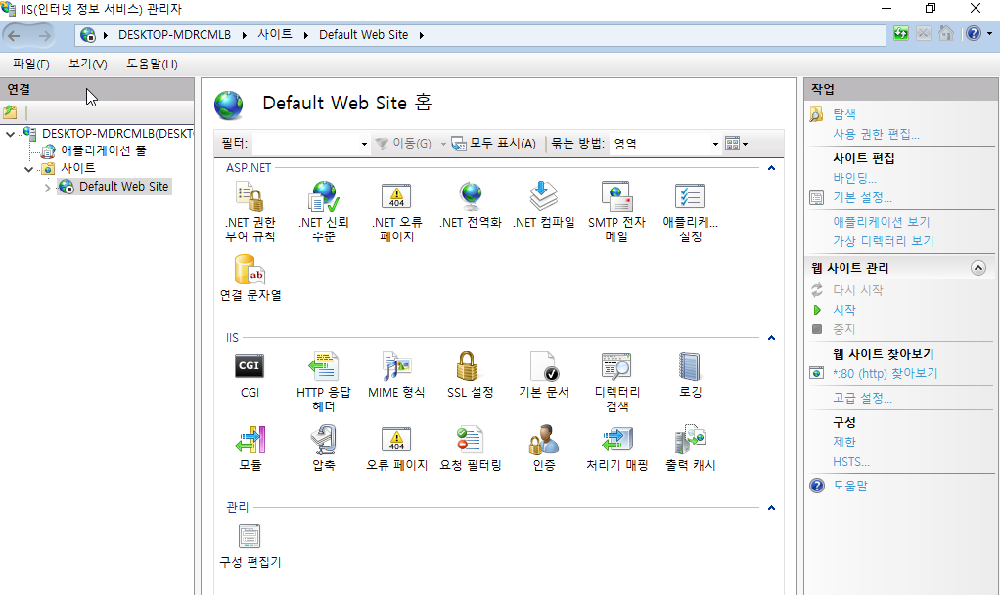 IIS(인터넷 정보 서비스) 관리자
DESKTOP-MDRCMLB ▸ 사이트 ▸ Default Web Site ▸
파일(F) 보기(V) 도움말(H)
연결
DESKTOP-MDRCMLB(DESKT
애플리케이션 풀
사이트
Default Web Site
Default Web Site 홈
필터: 이동(G) 모두 표시(A) 묶는 방법: 영역
ASP.NET
.NET 권한
부여 규칙
.NET 신뢰
수준
.NET 오류
페이지
.NET 전역화
.NET 컴파일
SMTP 전자
메일
애플리케...
설정
연결 문자열
IIS
CGI
CGI
HTTP 응답
헤더
MIME 형식
SSL 설정
기본 문서
디렉터리
검색
로깅
모듈
압축
404
오류 페이지
요청 필터링
인증
처리기 매핑
출력 캐시
관리
구성 편집기
작업
탐색
사용 권한 편집...
사이트 편집
바인딩...
기본 설정...
애플리케이션 보기
가상 디렉터리 보기
웹 사이트 관리
다시 시작
시작
중지
웹 사이트 찾아보기
*:80 (http) 찾아보기
고급 설정...
구성
제한...
HSTS...
도움말